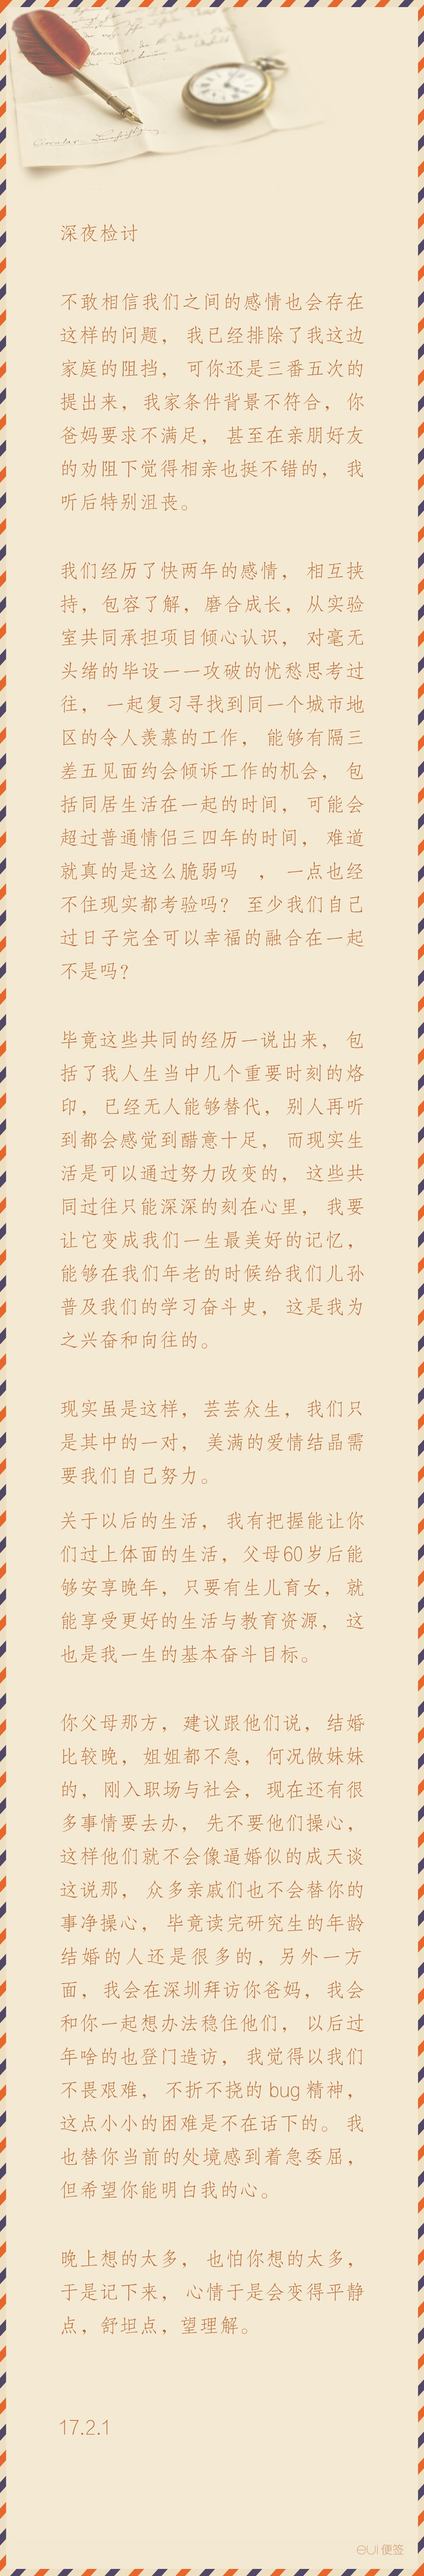 深夜检讨
不敢相信我们之间的感情也会存在
这样的问题， 我已经排除了我这边
家庭的阻挡， 可你还是三番五次的
提出来，我家条件背景不符合，你
爸妈要求不满足， 甚至在亲朋好友
的劝阻下觉得相亲也挺不错的， 我
听后特别沮丧。
我们经历了快两年的感情， 相互挟
持，包容了解，磨合成长，从实验
室共同承担项目倾心认识， 对毫无
头绪的毕设一一攻破的忧愁思考过
往， 一起复习寻找到同一个城市地
区的令人羡慕的工作， 能够有隔三
差五见面约会倾诉工作的机会， 包
括同居生活在一起的时间， 可能会
超过普通情侣三四年的时间， 难道
就真的是这么脆弱吗 ， 一点也经
不住现实都考验吗？ 至少我们自己
过日子完全可以幸福的融合在一起
不是吗？
毕竟这些共同的经历一说出来， 包
括了我人生当中几个重要时刻的烙
印，已经无人能够替代，别人再听
到都会感觉到醋意十足， 而现实生
活是可以通过努力改变的， 这些共
同过往只能深深的刻在心里， 我要
让它变成我们一生最美好的记忆，
能够在我们年老的时候给我们儿孙
普及我们的学习奋斗史， 这是我为
之兴奋和向往的。
现实虽是这样，芸芸众生，我们只
是其中的一对， 美满的爱情结晶需
要我们自己努力。
关于以后的生活， 我有把握能让你
们过上体面的生活，父母60岁后能
够安享晚年，只要有生儿育女，就
能享受更好的生活与教育资源， 这
也是我一生的基本奋斗目标。
你父母那方，建议跟他们说，结婚
比较晚，姐姐都不急，何况做妹妹
的，刚入职场与社会，现在还有很
多事情要去办， 先不要他们操心，
这样他们就不会像逼婚似的成天谈
这说那， 众多亲戚们也不会替你的
事净操心， 毕竟读完研究生的年龄
结婚的人还是很多的，另外一方
面，我会在深圳拜访你爸妈，我会
和你一起想办法稳住他们， 以后过
年啥的也登门造访， 我觉得以我们
不畏艰难， 不折不挠的 bug 精神，
这点小小的困难是不在话下的。 我
也替你当前的处境感到着急委屈，
但希望你能明白我的心。
晚上想的太多， 也怕你想的太多，
于是记下来， 心情于是会变得平静
点，舒坦点，望理解。
17.2.1
EUI 便签